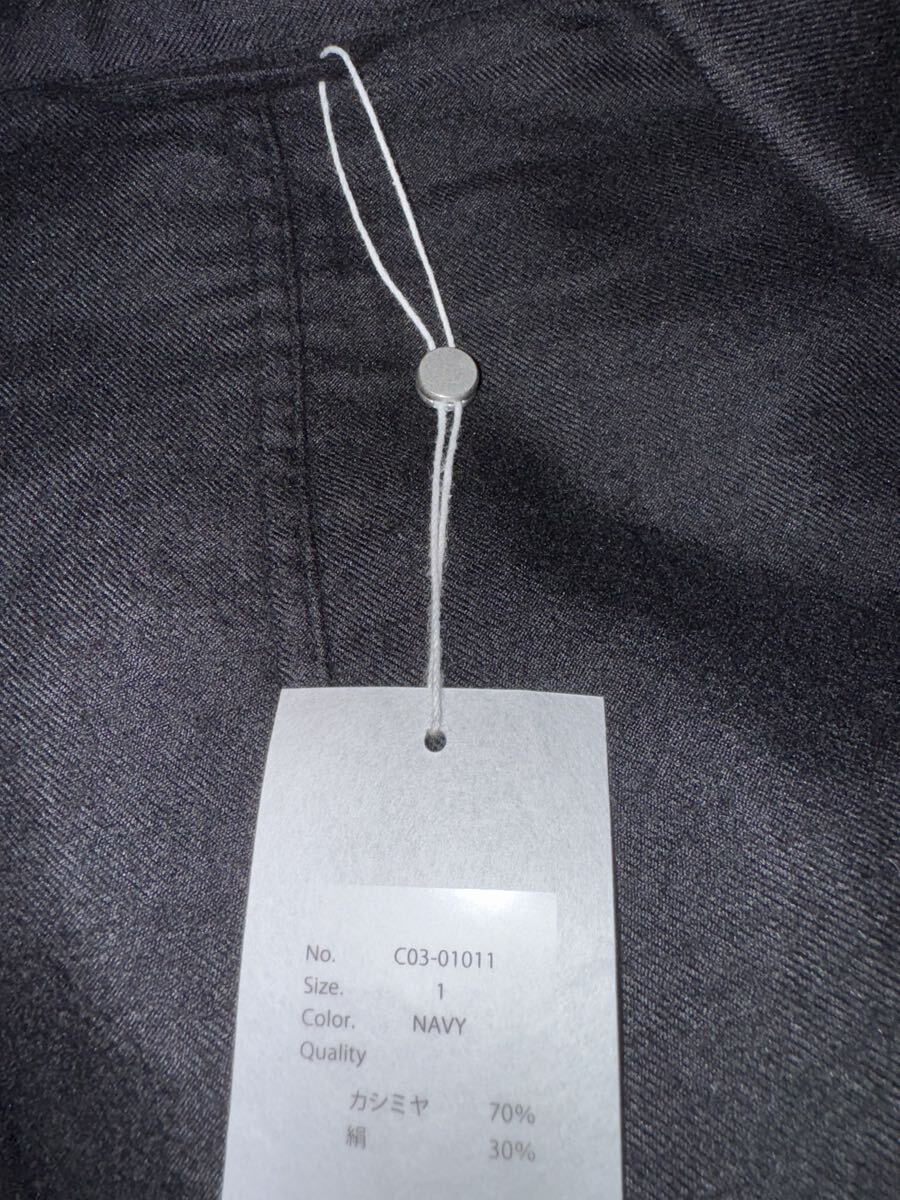 No. C03-01011
Size. 1
Color. NAVY
Quality
カシミヤ 70%
絹 30%